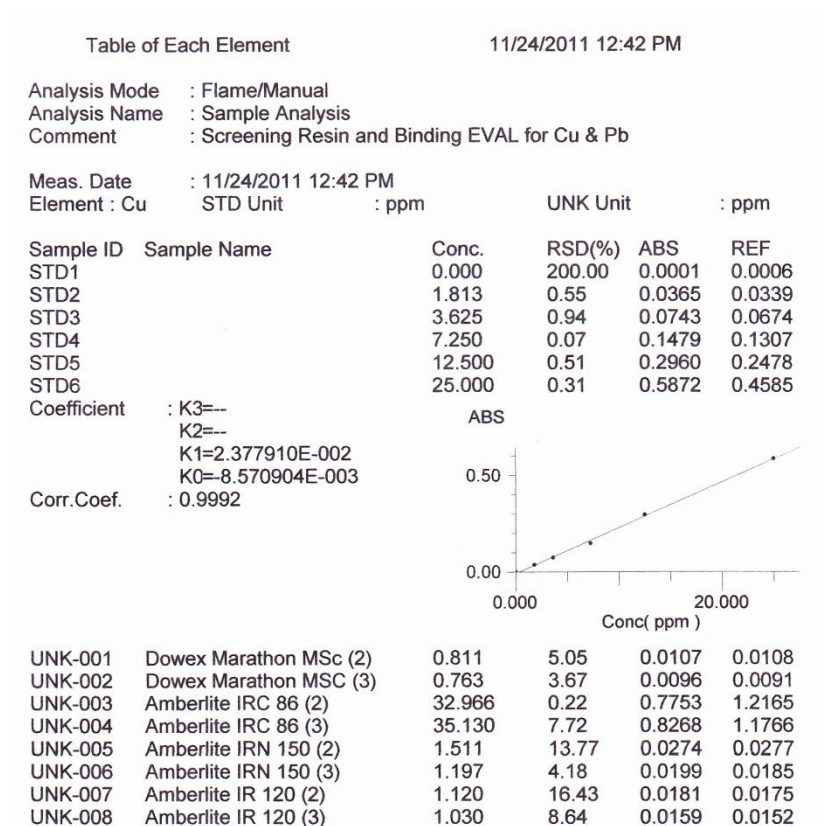 Table of Each Element 11/24/2011 12:42 PM
Analysis Mode : Flame/Manual
Analysis Name : Sample Analysis
Comment : Screening Resin and Binding EVAL for Cu & Pb
Meas. Date : 11/24/2011 12:42 PM
Element : Cu STD Unit : ppm UNK Unit : ppm
Sample ID Sample Name Conc. RSD(%) ABS REF
STD1 0.000 200.00 0.0001 0.0006
STD2 1.813 0.55 0.0365 0.0339
STD3 3.625 0.94 0.0743 0.0674
STD4 7.250 0.07 0.1479 0.1307
STD5 12.500 0.51 0.2960 0.2478
STD6 25.000 0.31 0.5872 0.4585
Coefficient : K3=--
K2=--
K1=2.377910E-002
K0=-8.570904E-003
Corr.Coef. : 0.9992
ABS
0.50
0.00
0.000 20.000
Conc( ppm )
UNK-001 Dowex Marathon MSc (2) 0.811 5.05 0.0107 0.0108
UNK-002 Dowex Marathon MSC (3) 0.763 3.67 0.0096 0.0091
UNK-003 Amberlite IRC 86 (2) 32.966 0.22 0.7753 1.2165
UNK-004 Amberlite IRC 86 (3) 35.130 7.72 0.8268 1.1766
UNK-005 Amberlite IRN 150 (2) 1.511 13.77 0.0274 0.0277
UNK-006 Amberlite IRN 150 (3) 1.197 4.18 0.0199 0.0185
UNK-007 Amberlite IR 120 (2) 1.120 16.43 0.0181 0.0175
UNK-008 Amberlite IR 120 (3) 1.030 8.64 0.0159 0.0152